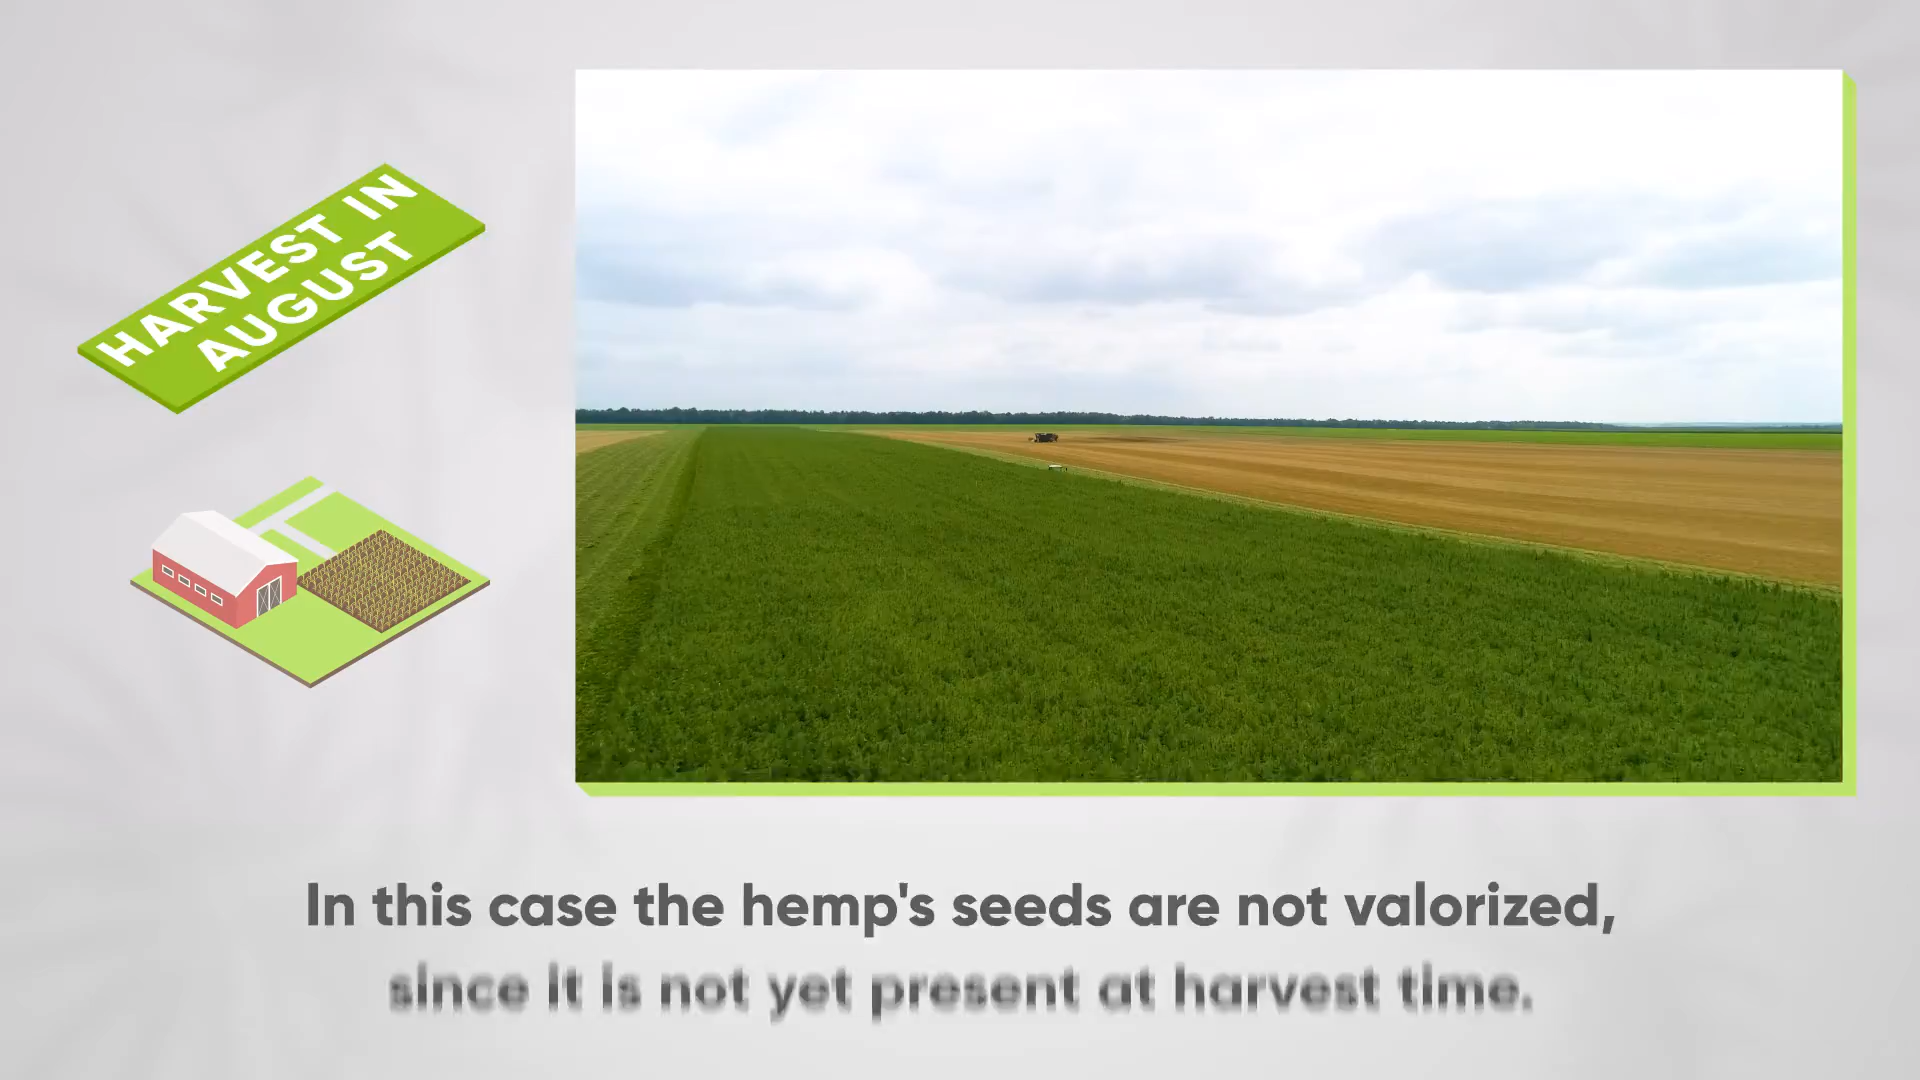 HARVEST IN
AUGUST
In this case the hemp's seeds are not valorized,
since it is not yet present at harvest time.